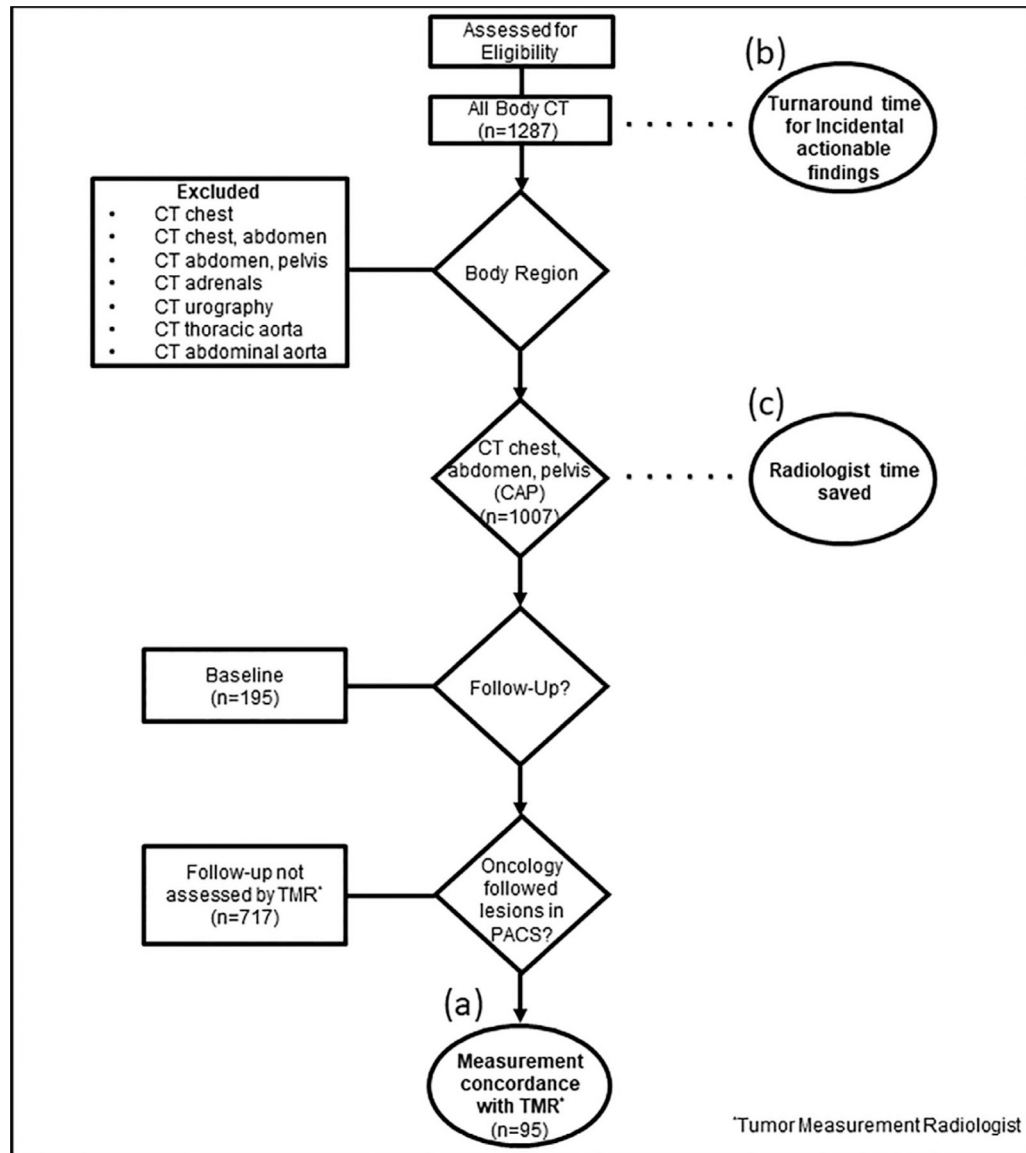 Assessed for
Eligibility
(b)
All Body CT
(n=1287)
Turnaround time
for Incidental
actionable
findings
Excluded
• CT chest
• CT chest, abdomen
• CT abdomen, pelvis
• CT adrenals
• CT urography
• CT thoracic aorta
• CT abdominal aorta
Body Region
(c)
CT chest,
abdomen, pelvis
(CAP)
(n=1007)
Radiologist time
saved
Baseline
(n=195)
Follow-Up?
Follow-up not
assessed by TMR*
(n=717)
Oncology
followed
lesions in
PACS?
(a)
Measurement
concordance
with TMR*
(n=95)
*Tumor Measurement Radiologist